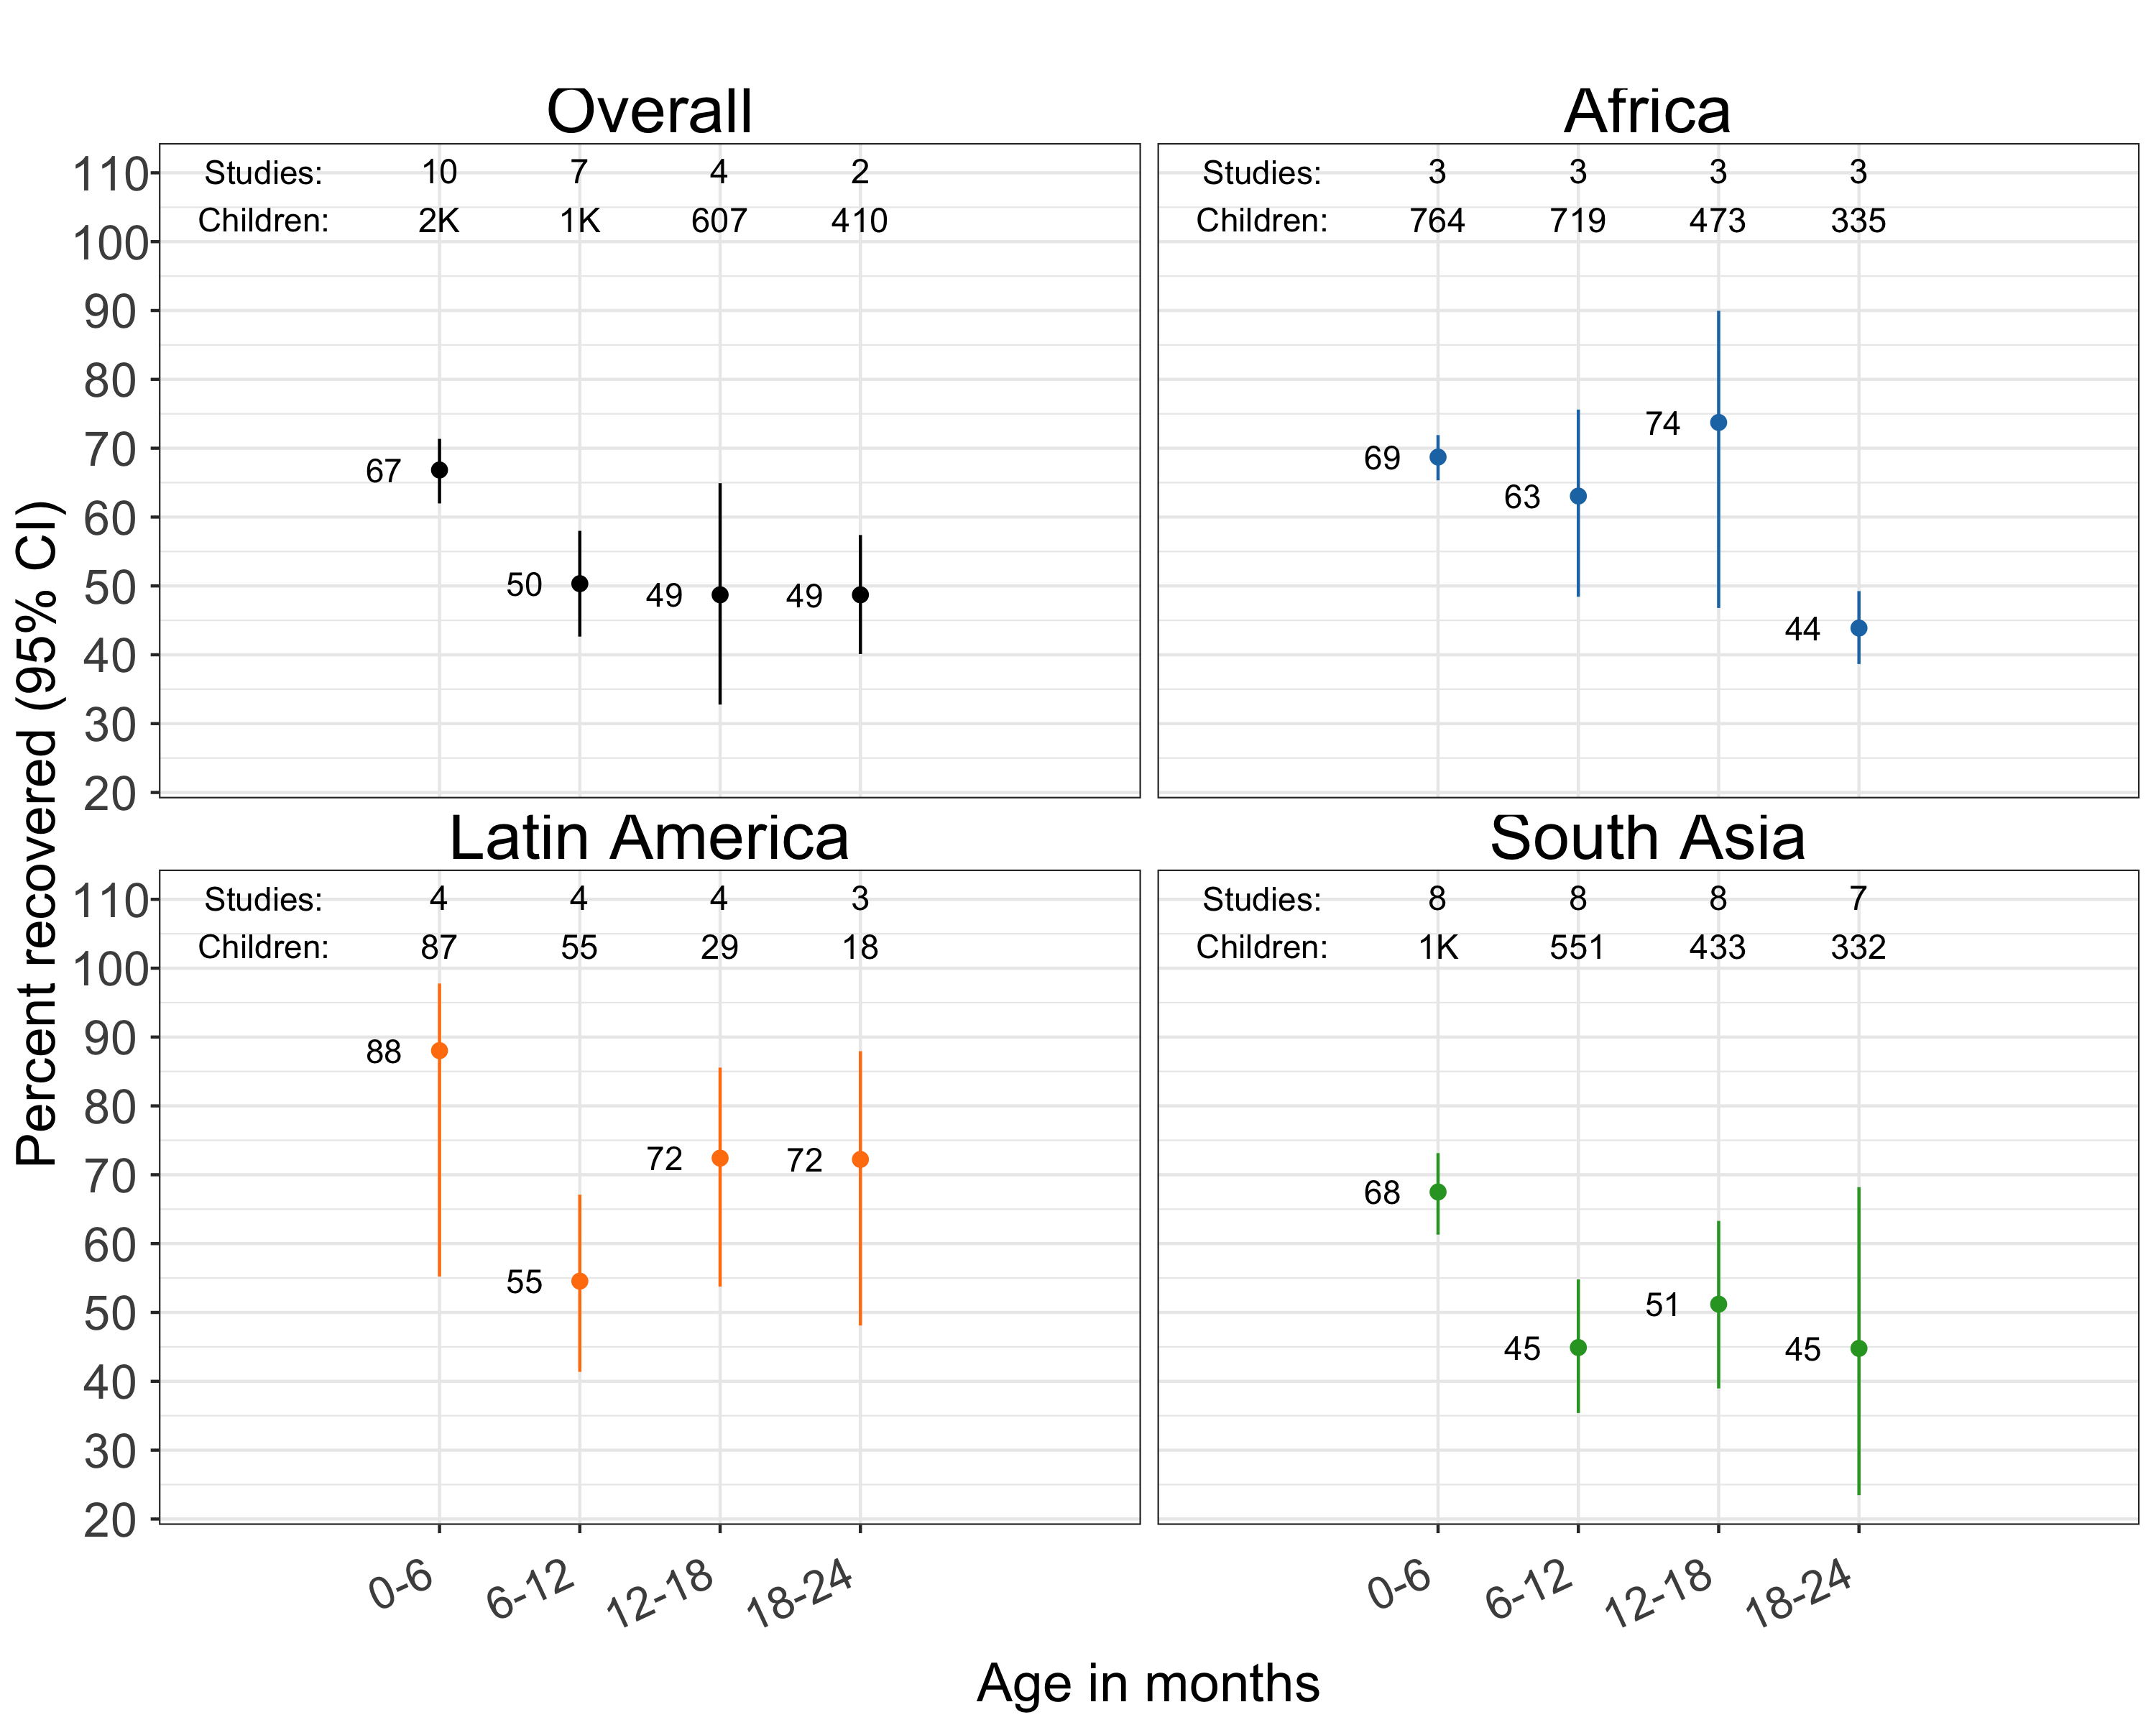 Overall
Studies: 10 7 4 2
Children: 2K 1K 607 410
110
100
90
80
70
60
50
40
30
20
67
50
49
49
Africa
Studies: 3 3 3 3
Children: 764 719 473 335
69
63
74
44
Percent recovered (95% CI)
Latin America
Studies: 4 4 4 3
Children: 87 55 29 18
110
100
90
80
70
60
50
40
30
20
88
55
72
72
South Asia
Studies: 8 8 8 7
Children: 1K 551 433 332
68
45
51
45
0-6 6-12 12-18 18-24
0-6 6-12 12-18 18-24
Age in months